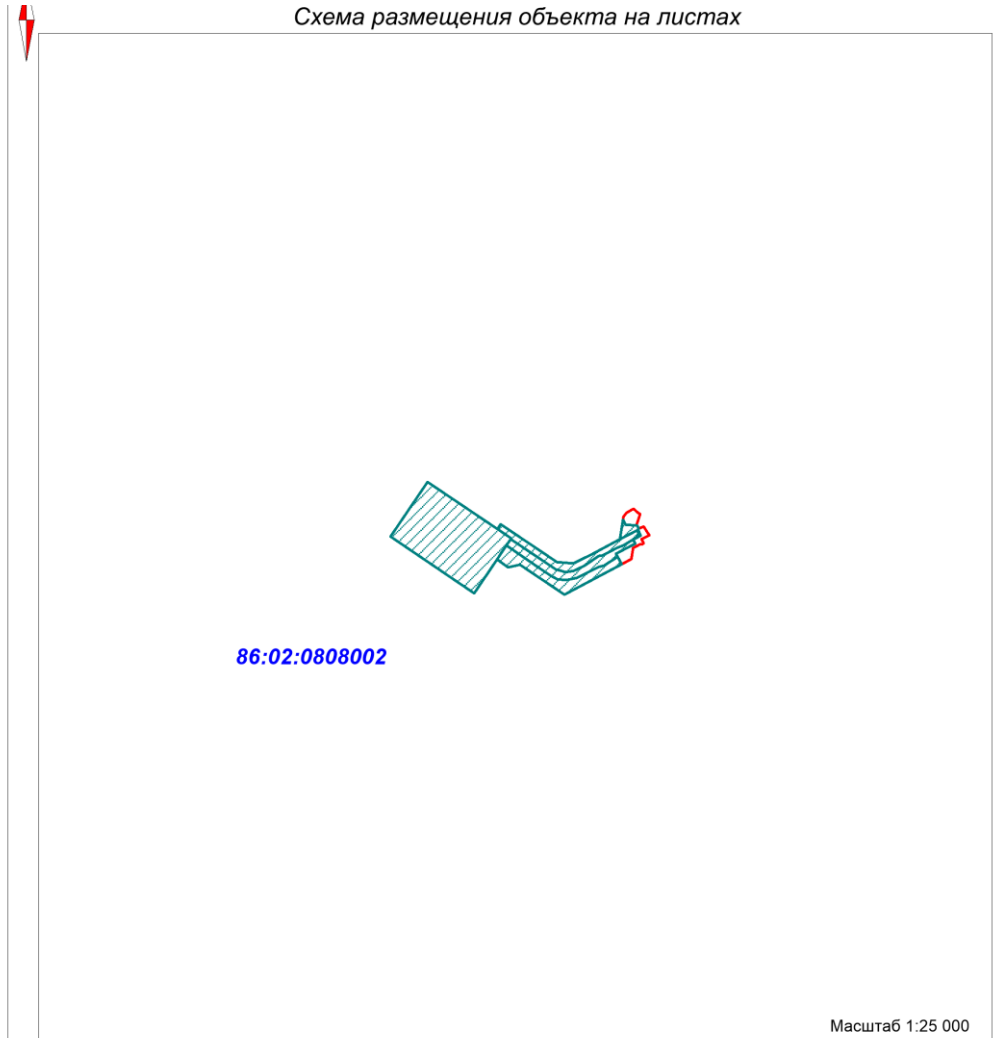 Схема размещения объекта на листах
86:02:0808002
Масштаб 1:25 000